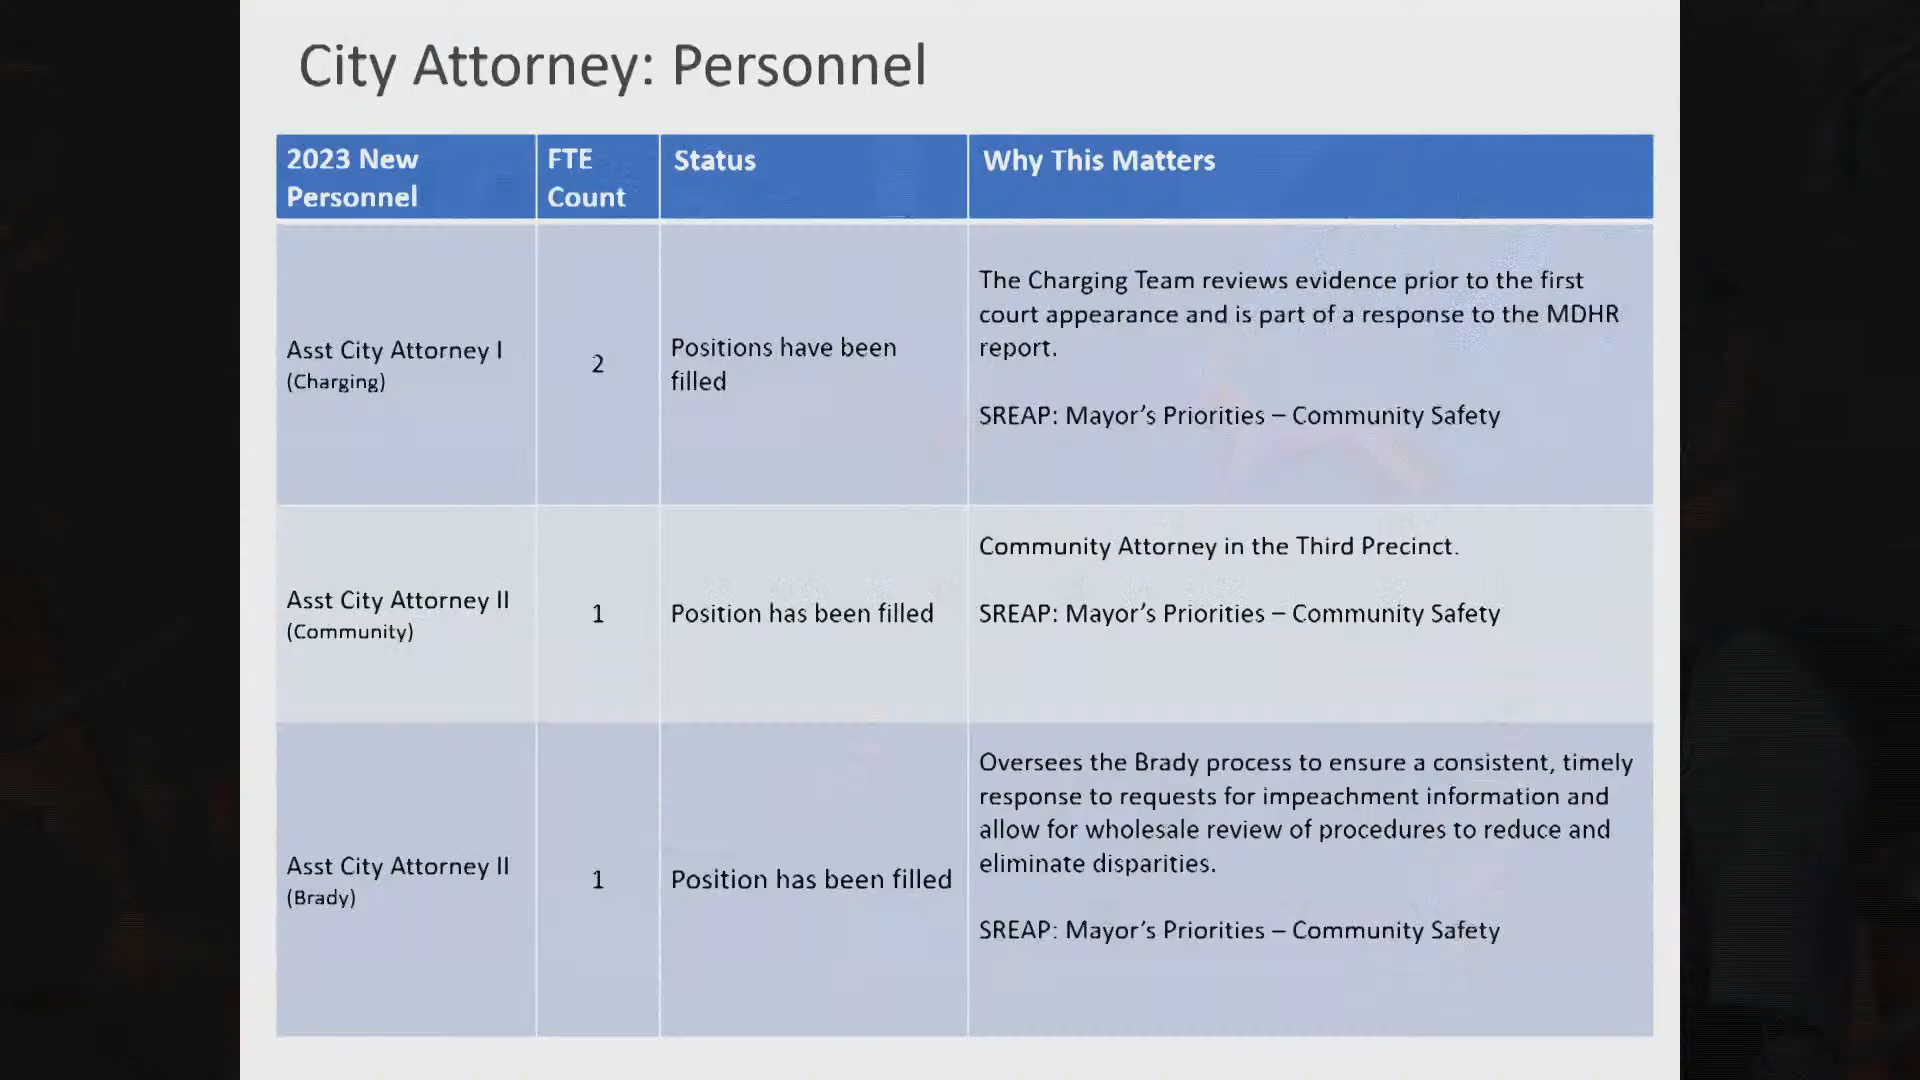 City Attorney: Personnel
2023 New
Personnel
FTE
Count
Status
Why This Matters
Asst City Attorney I
(Charging)
2
Positions have been
filled
The Charging Team reviews evidence prior to the first
court appearance and is part of a response to the MDHR
report.
SREAP: Mayor’s Priorities – Community Safety
Asst City Attorney II
(Community)
1
Position has been filled
Community Attorney in the Third Precinct.
SREAP: Mayor’s Priorities – Community Safety
Asst City Attorney II
(Brady)
1
Position has been filled
Oversees the Brady process to ensure a consistent, timely
response to requests for impeachment information and
allow for wholesale review of procedures to reduce and
eliminate disparities.
SREAP: Mayor’s Priorities – Community Safety